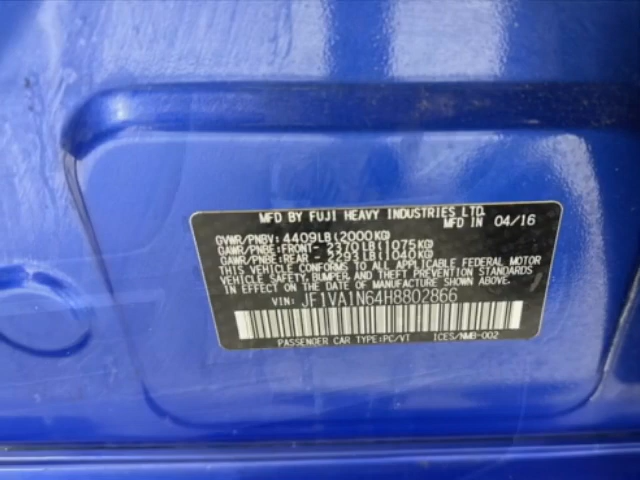 MFD BY FUJI HEAVY INDUSTRIES LTD.
MFD IN 04/16
GVWR/PNBV: 4409LB(2000KG)
GAWR/PNBE:FRONT- 2370LB(1075KG)
GAWR/PNBE:REAR - 2293LB(1040KG)
THIS VEHICLE CONFORMS TO ALL APPLICABLE FEDERAL MOTOR
VEHICLE SAFETY, BUMPER, AND THEFT PREVENTION STANDARDS
IN EFFECT ON THE DATE OF MANUFACTURE SHOWN ABOVE.
VIN: JF1VA1N64H8802866
PASSENGER CAR TYPE:PC/VT ICES/NMB-002